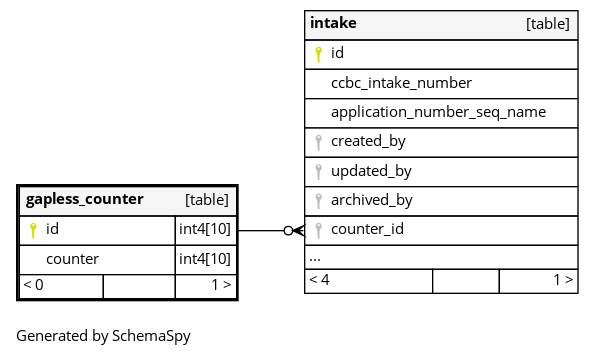 intake [table]
id
ccbc_intake_number
application_number_seq_name
created_by
updated_by
archived_by
counter_id
...
< 4 1 >
gapless_counter [table]
id int4[10]
counter int4[10]
< 0 1 >
Generated by SchemaSpy